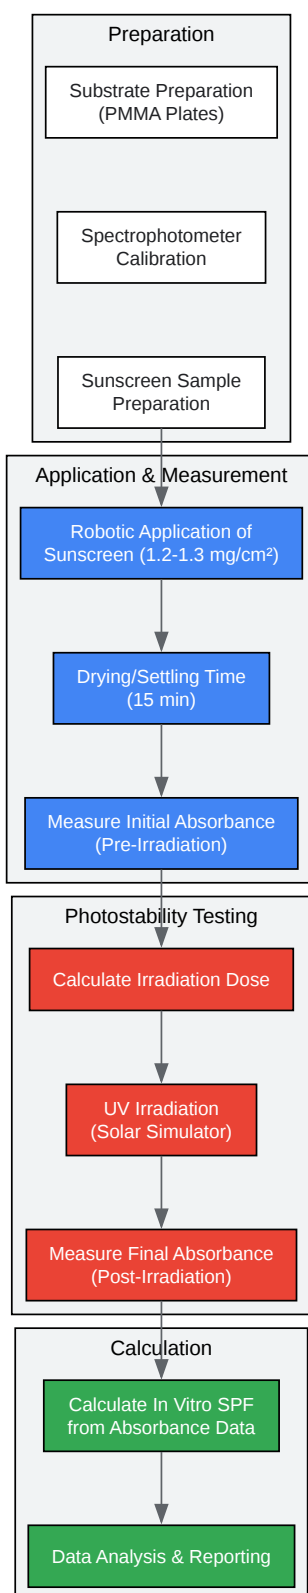 Preparation
Substrate Preparation
(PMMA Plates)
Spectrophotometer
Calibration
Sunscreen Sample
Preparation
Application & Measurement
Robotic Application of
Sunscreen (1.2-1.3 mg/cm²)
Drying/Settling Time
(15 min)
Measure Initial Absorbance
(Pre-Irradiation)
Photostability Testing
Calculate Irradiation Dose
UV Irradiation
(Solar Simulator)
Measure Final Absorbance
(Post-Irradiation)
Calculation
Calculate In Vitro SPF
from Absorbance Data
Data Analysis & Reporting